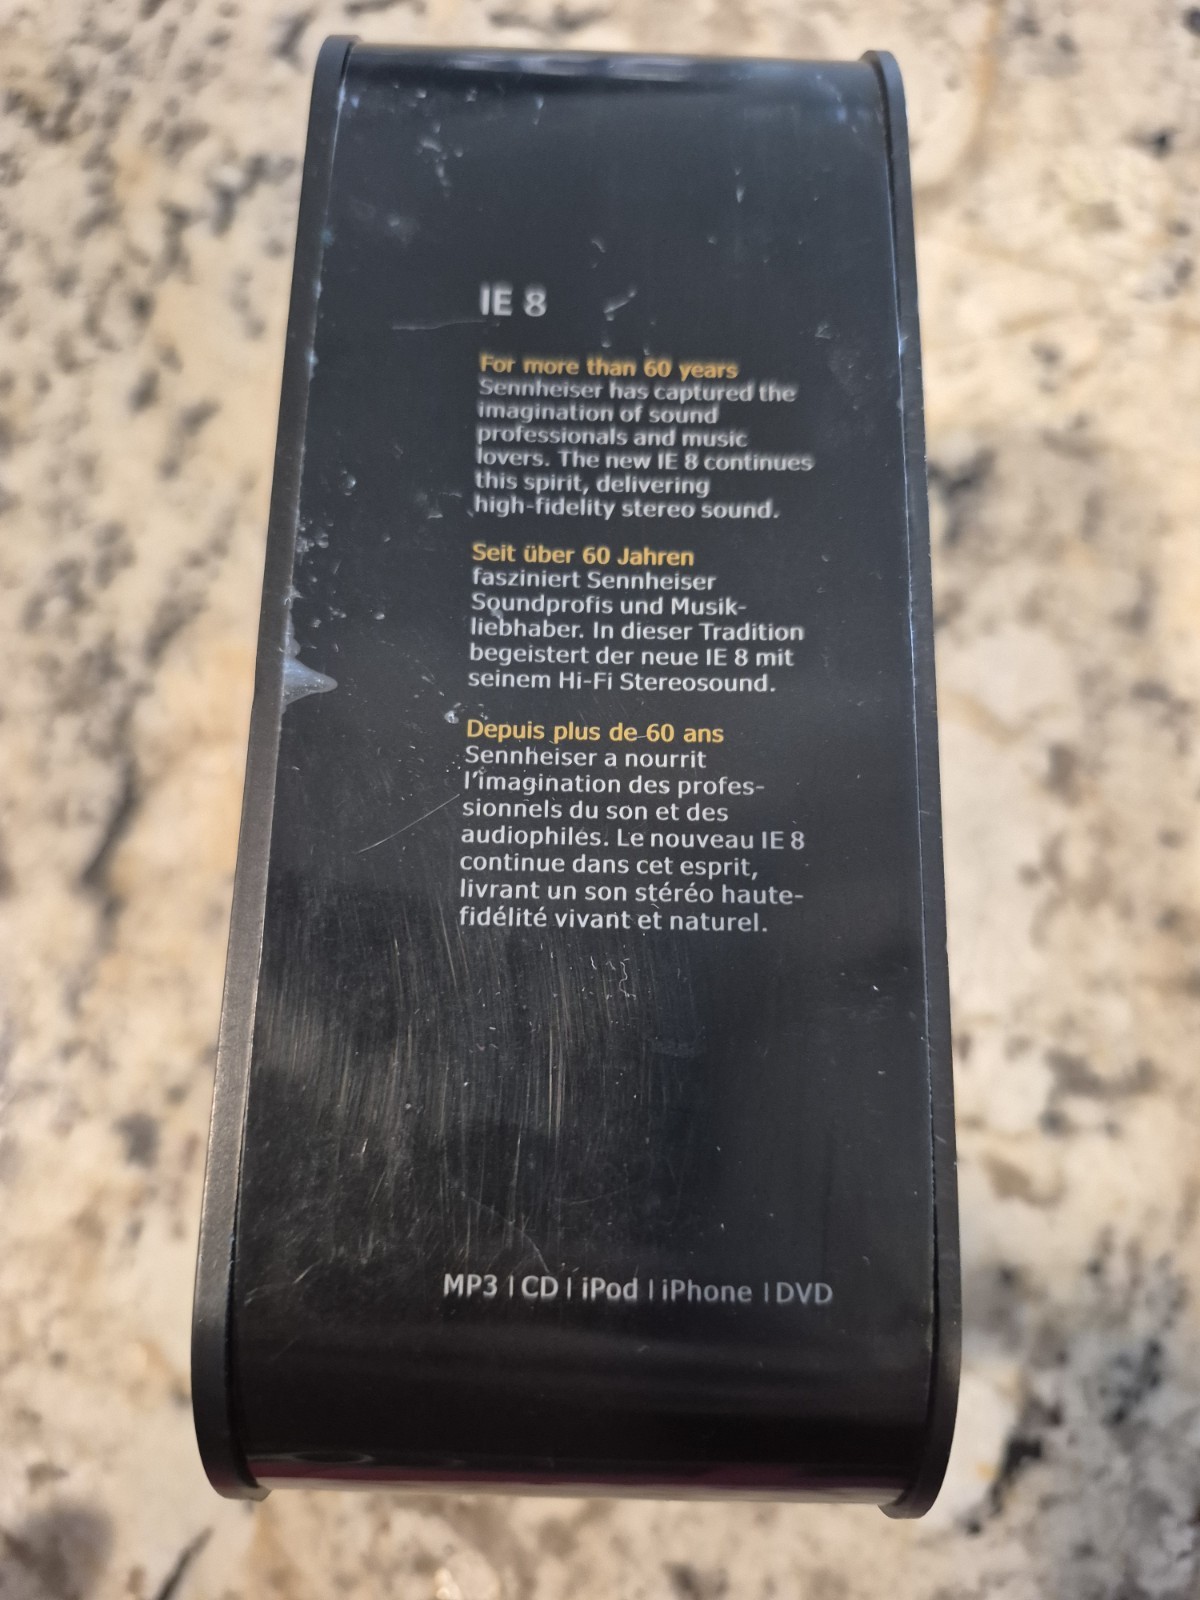 IE 8
For more than 60 years
Sennheiser has captured the
imagination of sound
professionals and music
lovers. The new IE 8 continues
this spirit, delivering
high-fidelity stereo sound.
Seit über 60 Jahren
fasziniert Sennheiser
Soundprofis und Musik-
liebhaber. In dieser Tradition
begeistert der neue IE 8 mit
seinem Hi-Fi Stereosound.
Depuis plus de 60 ans
Sennheiser a nourrit
l'imagination des profes-
sionnels du son et des
audiophiles. Le nouveau IE 8
continue dans cet esprit,
livrant un son stéréo haute-
fidélité vivant et naturel.
MP3 | CD | iPod | iPhone | DVD